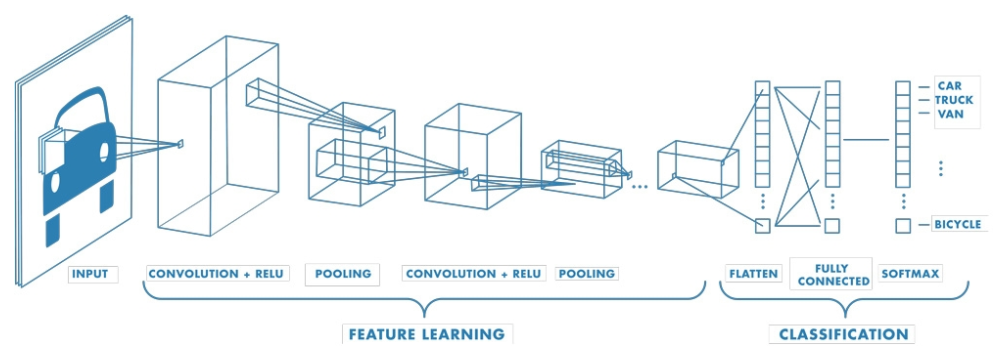 CAR
TRUCK
VAN
BICYCLE
INPUT
CONVOLUTION + RELU
POOLING
CONVOLUTION + RELU
POOLING
FLATTEN
FULLY
CONNECTED
SOFTMAX
FEATURE LEARNING
CLASSIFICATION